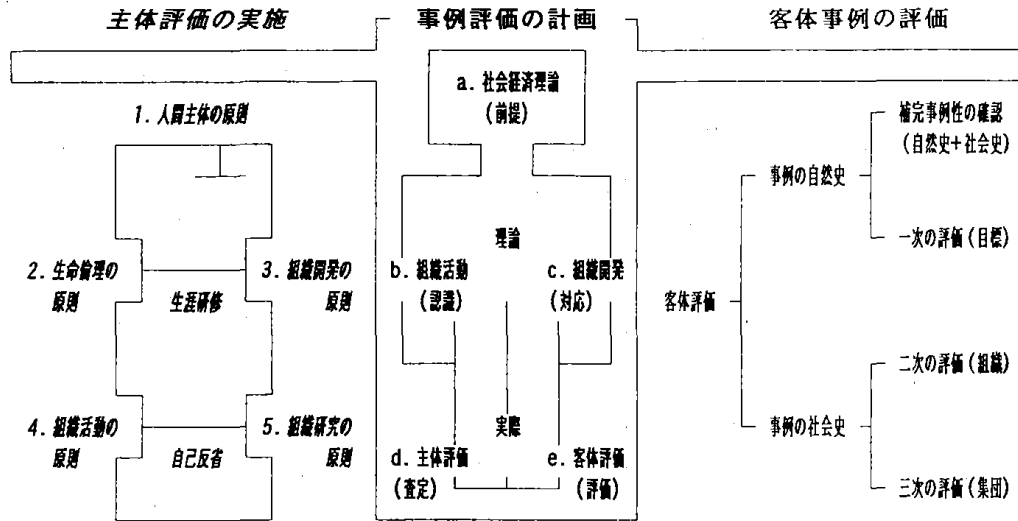 主体評価の実施
事例評価の計画
客体事例の評価
1. 人間主体の原則
2. 生命倫理の
原則
3. 組織開発の
原則
生涯研修
4. 組織活動の
原則
5. 組織研究の
原則
自己反省
a. 社会経済理論
(前提)
理論
b. 組織活動
(認識)
c. 組織開発
(対応)
実際
d. 主体評価
(査定)
e. 客体評価
(評価)
客体評価
事例の自然史
補完事例性の確認
(自然史+社会史)
一次の評価(目標)
事例の社会史
二次の評価(組織)
三次の評価(集団)